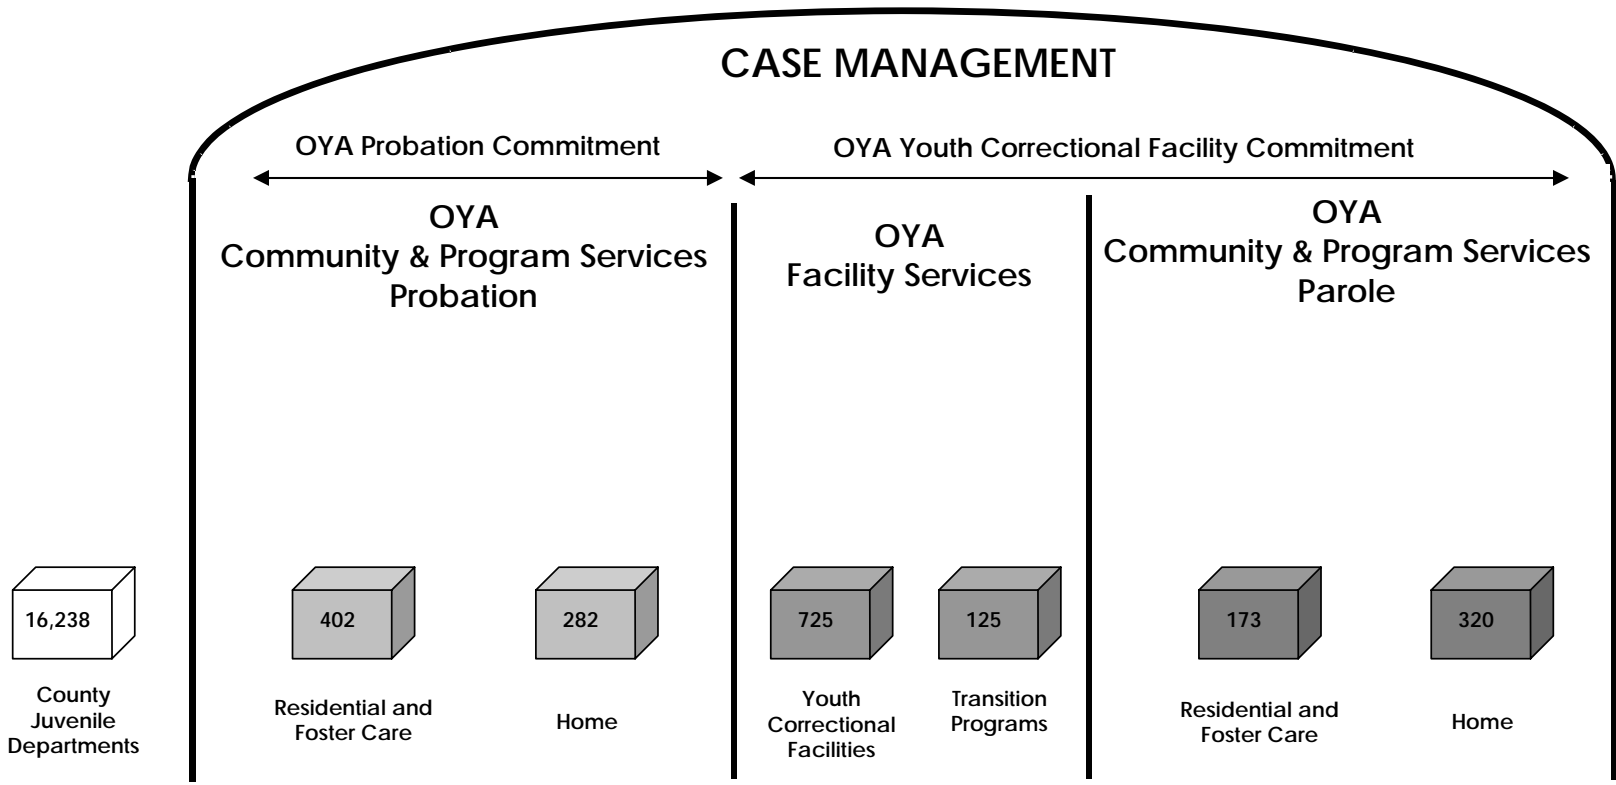 CASE MANAGEMENT
OYA Probation Commitment
OYA Youth Correctional Facility Commitment
OYA
Community & Program Services
Probation
OYA
Facility Services
OYA
Community & Program Services
Parole
16,238
402
282
725
125
173
320
County
Juvenile
Departments
Residential and
Foster Care
Home
Youth
Correctional
Facilities
Transition
Programs
Residential and
Foster Care
Home